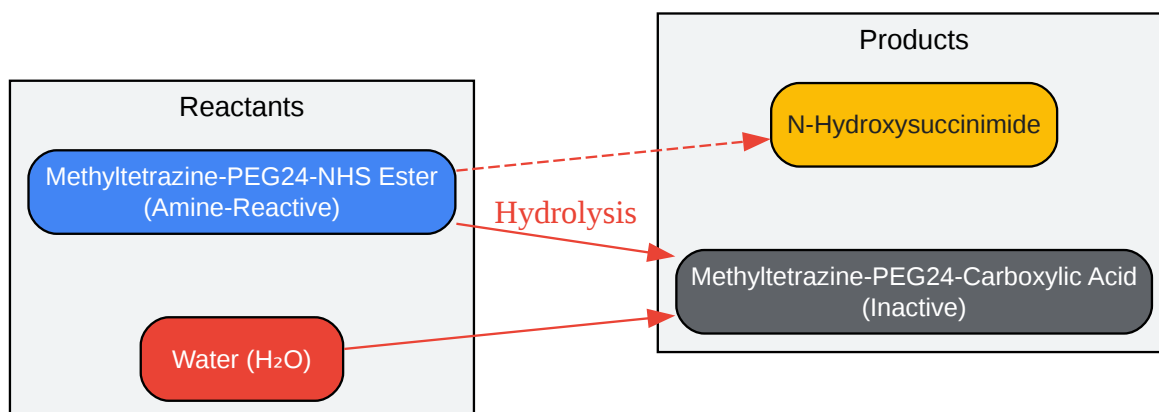 Reactants
Methyltetrazine-PEG24-NHS Ester
(Amine-Reactive)
Water (H₂O)
Hydrolysis
Products
N-Hydroxysuccinimide
Methyltetrazine-PEG24-Carboxylic Acid
(Inactive)